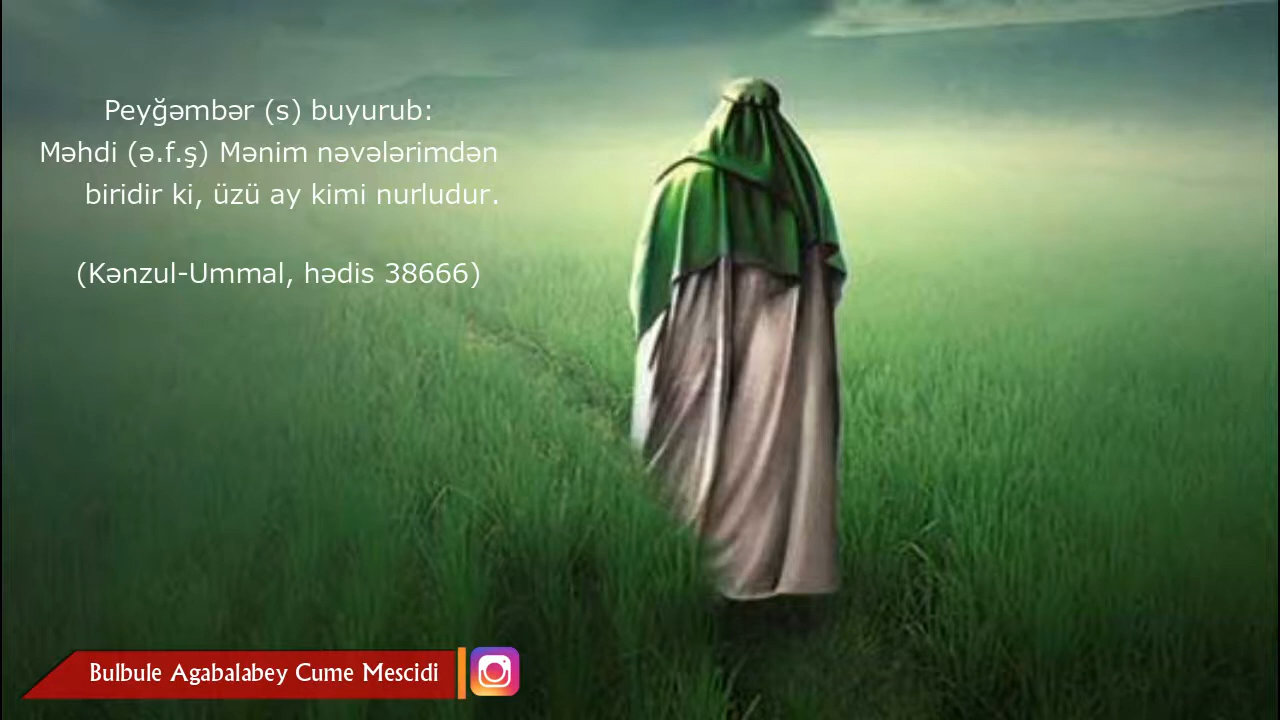 Peyğəmbər (s) buyurub:
Məhdi (ə.f.ş) Mənim nəvələrimdən
biridir ki, üzü ay kimi nurludur.
(Kənzul-Ummal, hədis 38666)
Bulbule Agabalabey Cume Mescidi